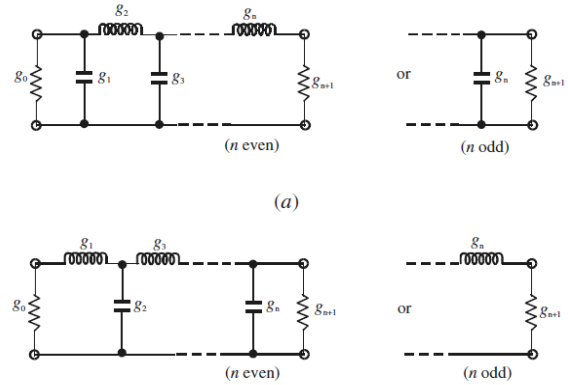 g2 gn
g0 g1 g3 gn+1 or gn gn+1
(n even) (n odd)
(a)
g1 g3 gn
g0 g2 gn gn+1 or gn+1
(n even) (n odd)